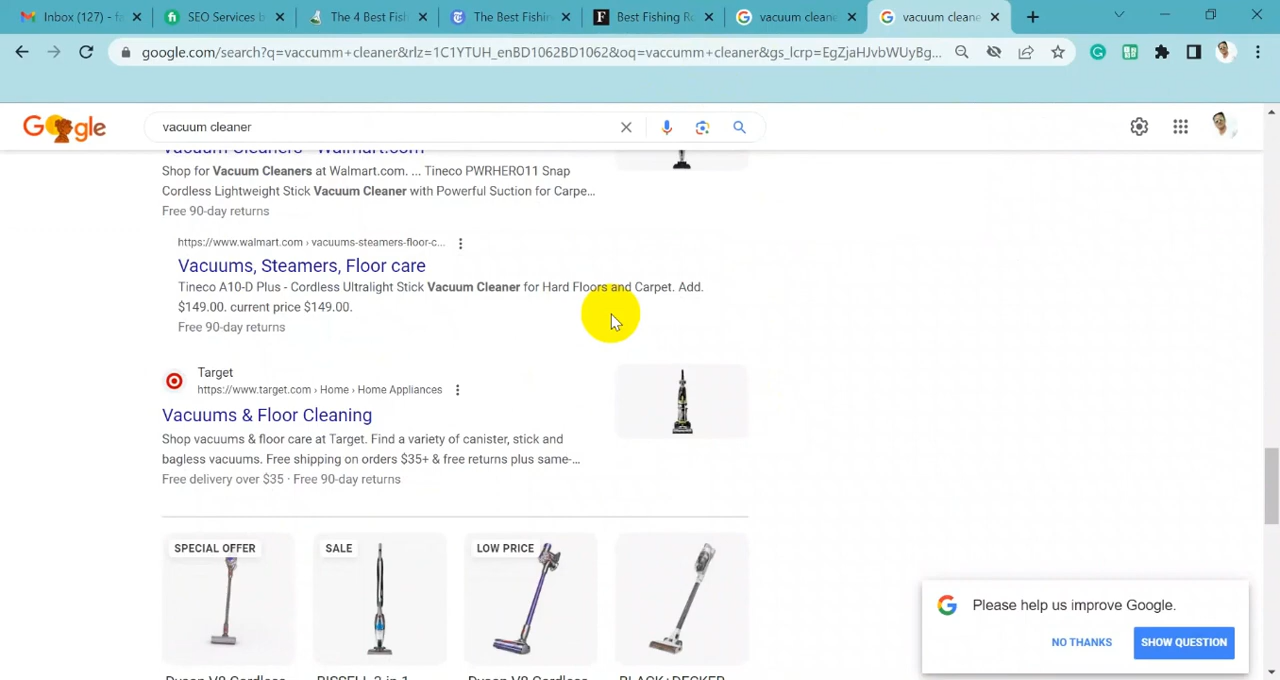 Inbox (127) - fa
SEO Services b
The 4 Best Fish
The Best Fishin
Best Fishing Ro
vacuum cleane
vacuum cleane
google.com/search?q=vaccumm+cleaner&rlz=1C1YTUH_enBD1062BD1062&oq=vaccumm+cleaner&gs_lcrp=EgZjaHJvbWUyBg...
vacuum cleaner
Vacuum Cleaners - Walmart.com
Shop for Vacuum Cleaners at Walmart.com. ... Tineco PWRHERO11 Snap
Cordless Lightweight Stick Vacuum Cleaner with Powerful Suction for Carpe...
Free 90-day returns
https://www.walmart.com › vacuums-steamers-floor-c...
Vacuums, Steamers, Floor care
Tineco A10-D Plus - Cordless Ultralight Stick Vacuum Cleaner for Hard Floors and Carpet. Add.
$149.00. current price $149.00.
Free 90-day returns
Target
https://www.target.com › Home › Home Appliances
Vacuums & Floor Cleaning
Shop vacuums & floor care at Target. Find a variety of canister, stick and
bagless vacuums. Free shipping on orders $35+ & free returns plus same-...
Free delivery over $35 · Free 90-day returns
SPECIAL OFFER
SALE
LOW PRICE
Dyson V8 Cordless
BISSELL 3-in-1
Dyson V8 Cordless
BLACK+DECKER
Please help us improve Google.
NO THANKS
SHOW QUESTION